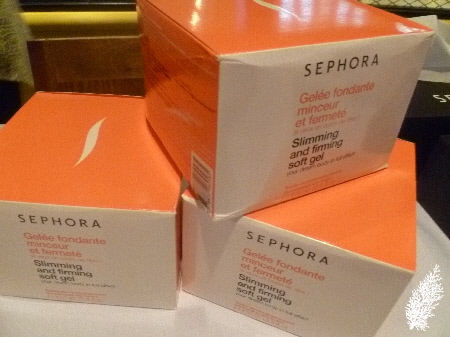 SEPHORA
Gelée fondante
minceur
et fermeté
Slimming
and firming
soft gel
SEPHORA
Gelée fondante
minceur
et fermeté
Slimming
and firming
soft gel
SEPHORA
Gelée fondante
minceur
et fermeté
Slimming
and firming
soft gel